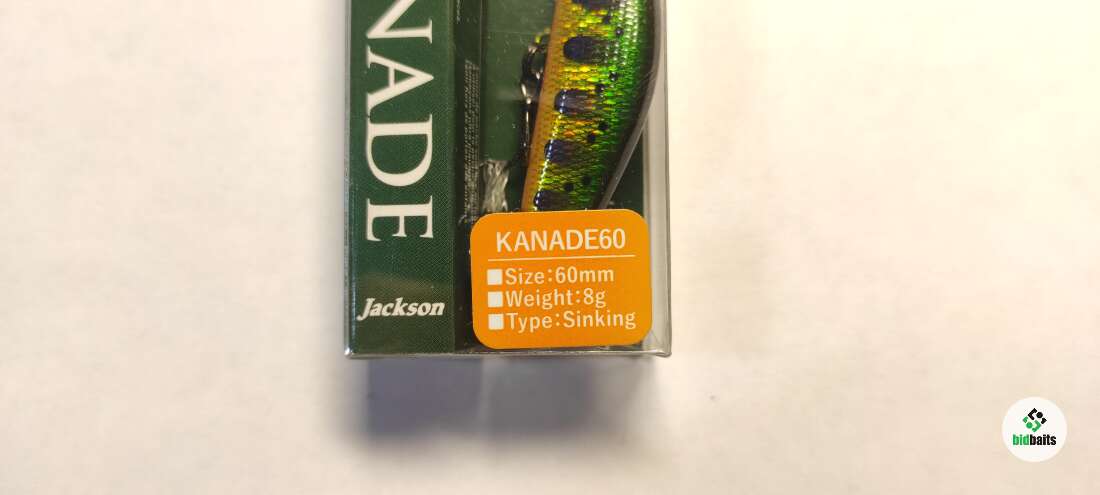 NADE
Jackson
KANADE60
Size:60mm
Weight:8g
Type:Sinking
bidbaits